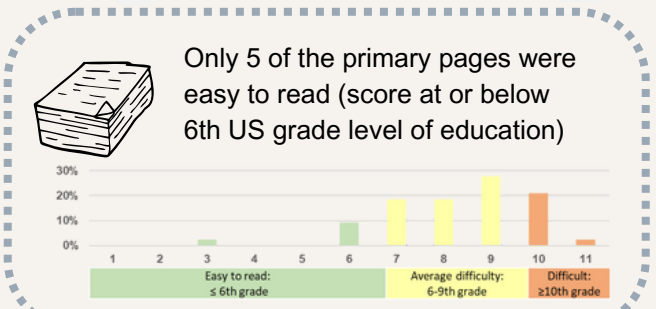 Only 5 of the primary pages were
easy to read (score at or below
6th US grade level of education)
30%
20%
10%
0%
1 2 3 4 5 6 7 8 9 10 11
Easy to read: Average difficulty: Difficult:
≤ 6th grade 6-9th grade ≥10th grade